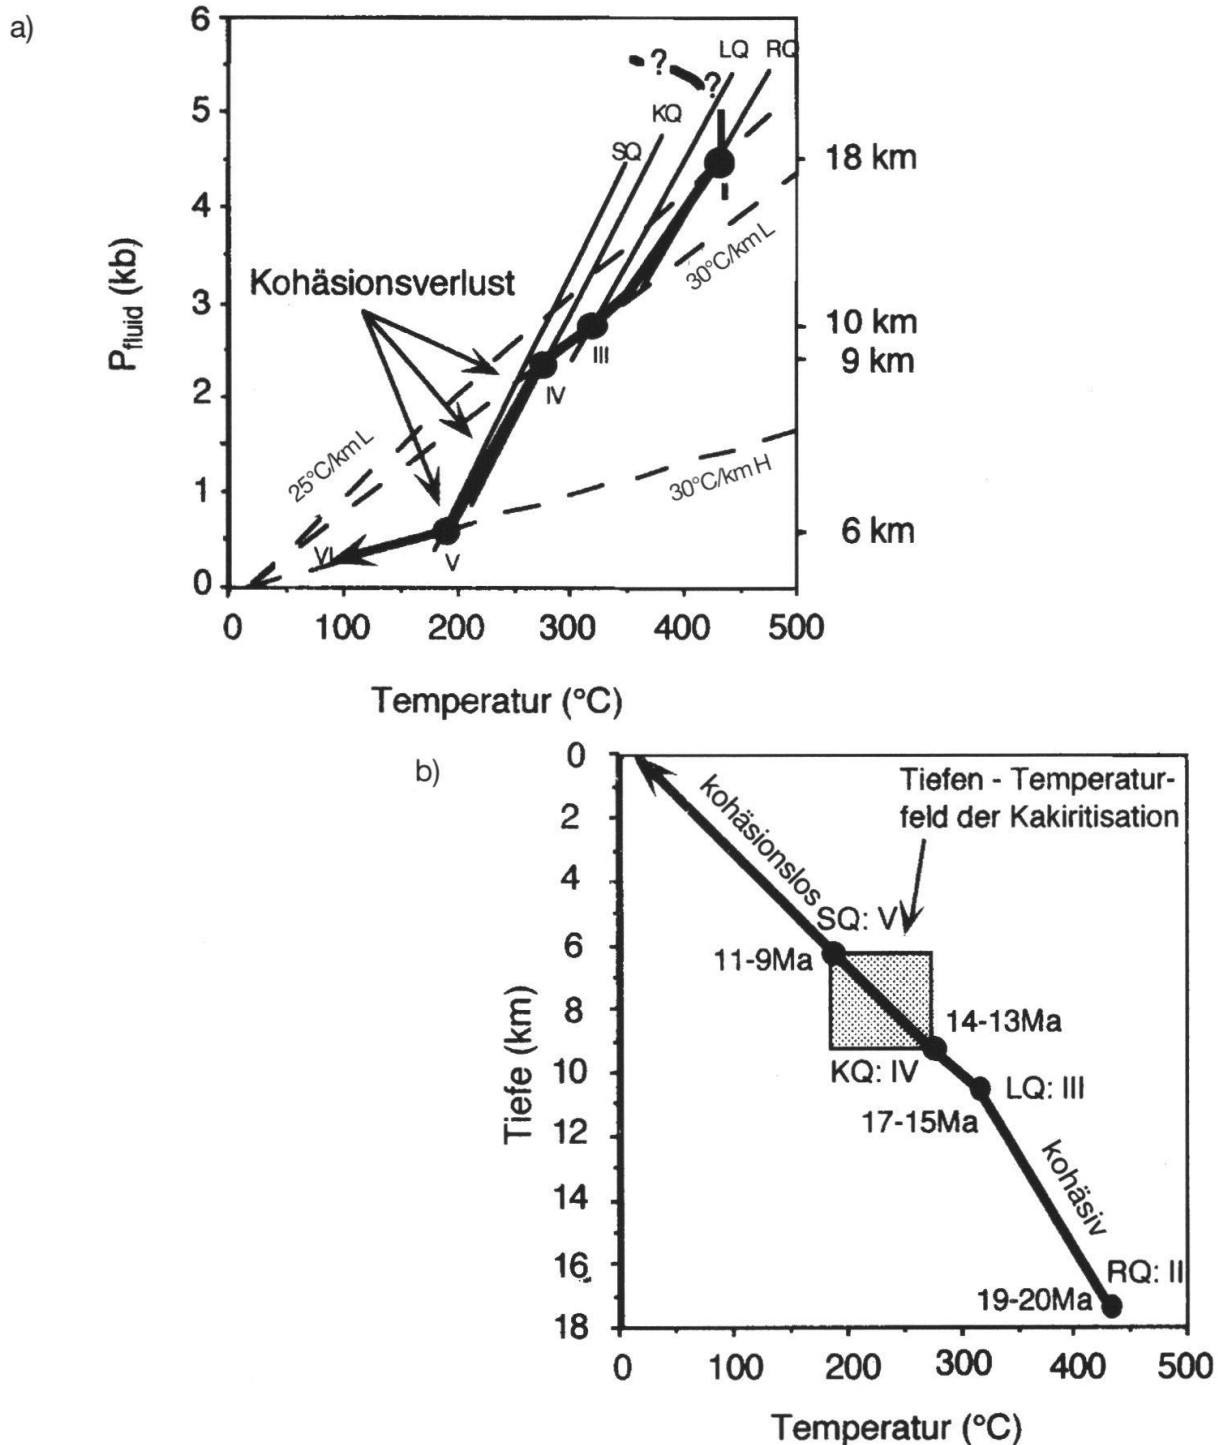 a)
6
5
4
3
2
1
0
P_fluid (kb)
0
100
200
300
400
500
Temperatur (°C)
18 km
10 km
9 km
6 km
?
?
LQ
RQ
KQ
SQ
Kohäsionsverlust
30°C/km L
25°C/km L
30°C/km H
III
IV
V
VI
b)
0
2
4
6
8
10
12
14
16
18
Tiefe (km)
0
100
200
300
400
500
Temperatur (°C)
Tiefen - Temperatur-
feld der Kakiritisation
kohäsionslos
SQ: V
11-9Ma
14-13Ma
KQ: IV
LQ: III
17-15Ma
kohäsiv
RQ: II
19-20Ma